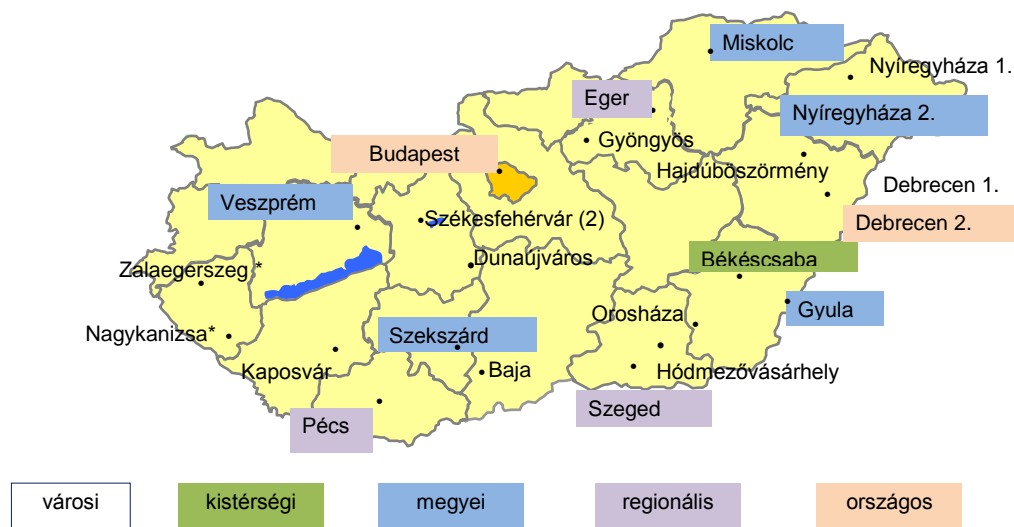 Miskolc
Nyíregyháza 1.
Eger
Nyíregyháza 2.
Gyöngyös
Budapest
Hajdúböszörmény
Debrecen 1.
Veszprém
Székesfehérvár (2)
Debrecen 2.
Dunaújváros
Békéscsaba
Zalaegerszeg *
Orosháza
Gyula
Nagykanizsa*
Szekszárd
Kaposvár
Baja
Hódmezővásárhely
Szeged
Pécs
városi
kistérségi
megyei
regionális
országos